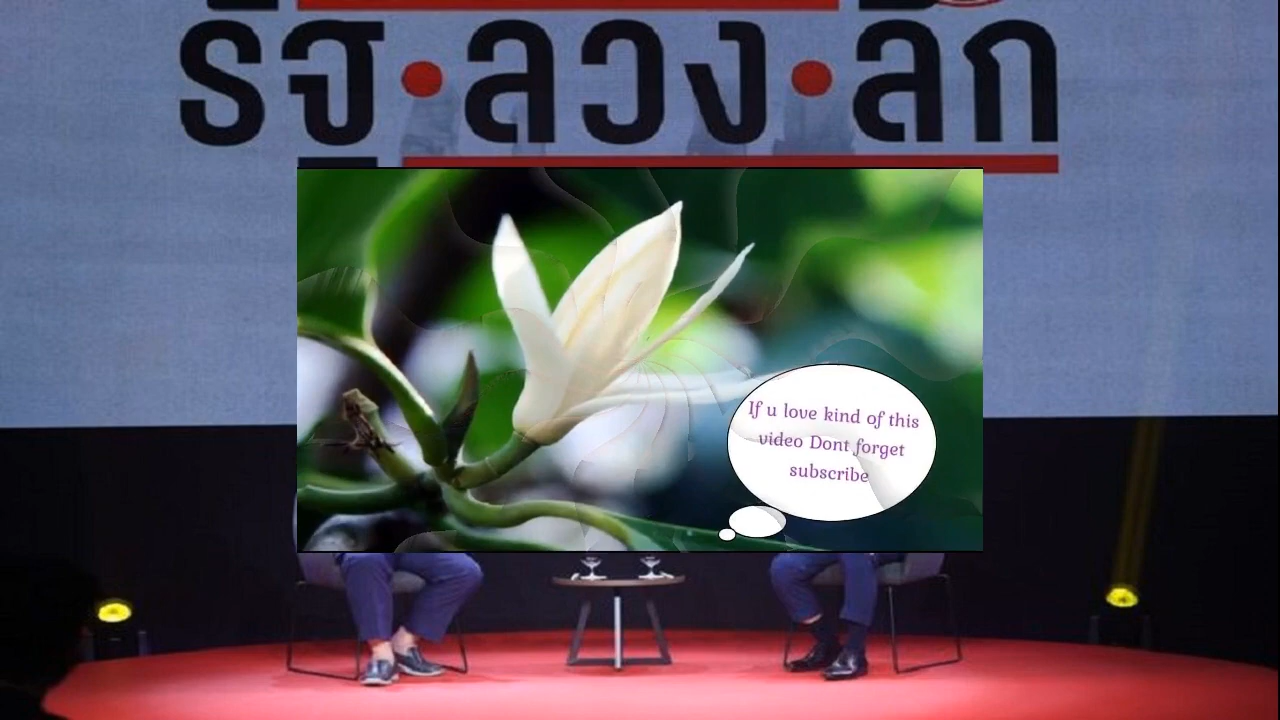 รัฐ·ลวง·ลึก
If u love kind of this
video Dont forget
subscribe